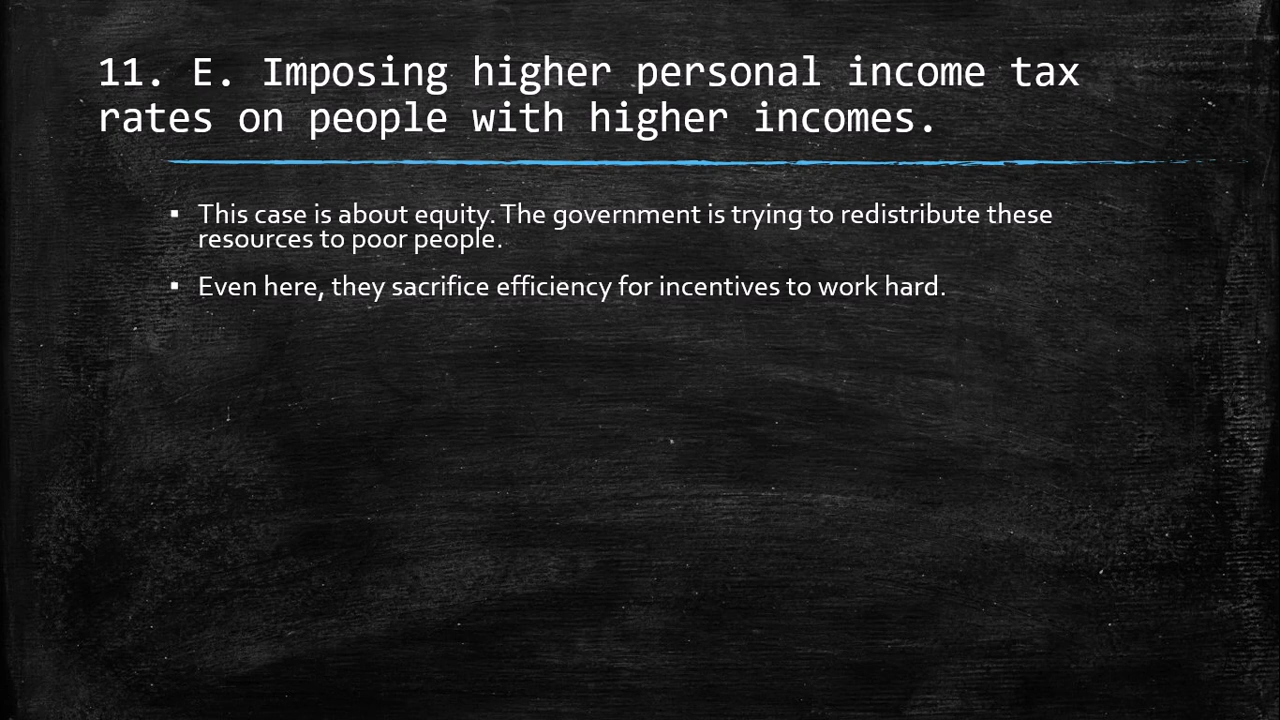 11. E. Imposing higher personal income tax
rates on people with higher incomes.
▪ This case is about equity. The government is trying to redistribute these
resources to poor people.
▪ Even here, they sacrifice efficiency for incentives to work hard.